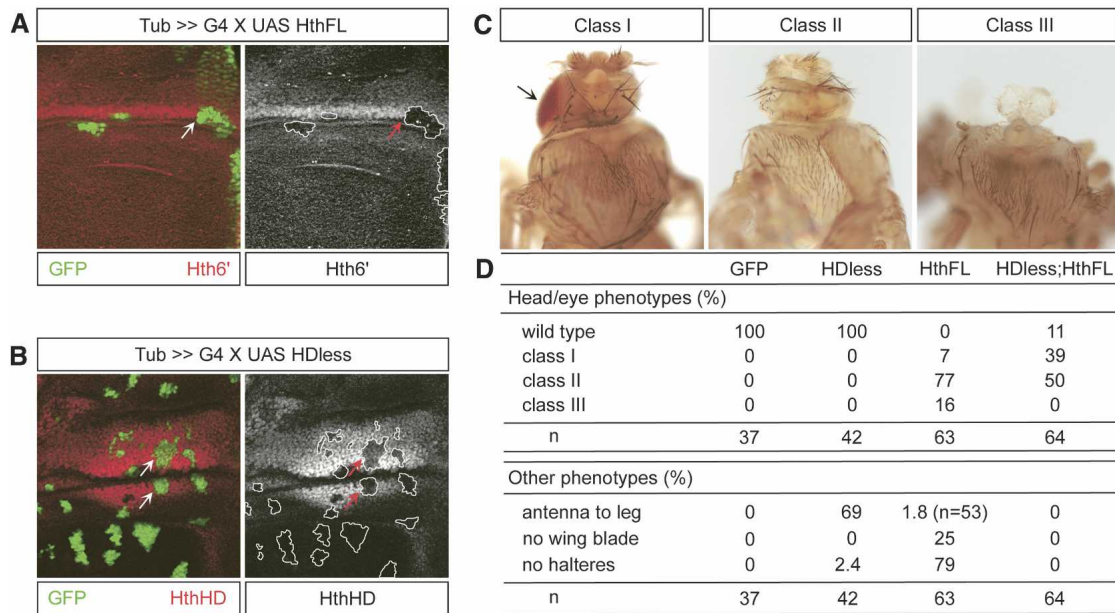 A
Tub >> G4 X UAS HthFL
GFP Hth6'
Hth6'
B
Tub >> G4 X UAS HDless
GFP HthHD
HthHD
C
Class I Class II Class III
D
GFP HDless HthFL HDless;HthFL
Head/eye phenotypes (%)
wild type 100 100 0 11
class I 0 0 7 39
class II 0 0 77 50
class III 0 0 16 0
n 37 42 63 64
Other phenotypes (%)
antenna to leg 0 69 1.8 (n=53) 0
no wing blade 0 0 25 0
no halteres 0 2.4 79 0
n 37 42 63 64